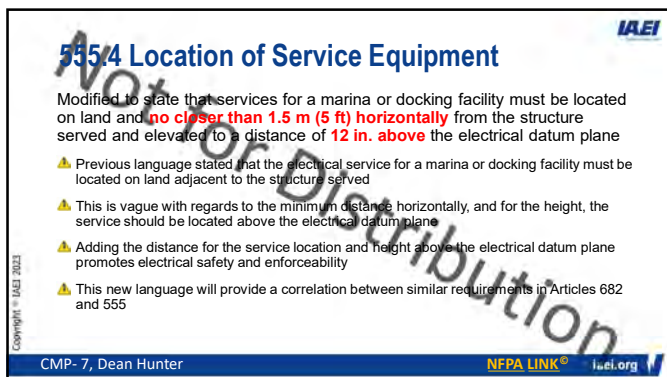 IAEI
555.4 Location of Service Equipment
Modified to state that services for a marina or docking facility must be located
on land and no closer than 1.5 m (5 ft) horizontally from the structure
served and elevated to a distance of 12 in. above the electrical datum plane
Previous language stated that the electrical service for a marina or docking facility must be
located on land adjacent to the structure served
This is vague with regards to the minimum distance horizontally, and for the height, the
service should be located above the electrical datum plane
Adding the distance for the service location and height above the electrical datum plane
promotes electrical safety and enforceability
This new language will provide a correlation between similar requirements in Articles 682
and 555
Not for Distribution
Copyright © IAEI 2023
CMP- 7, Dean Hunter
NFPA LINK©
iaei.org